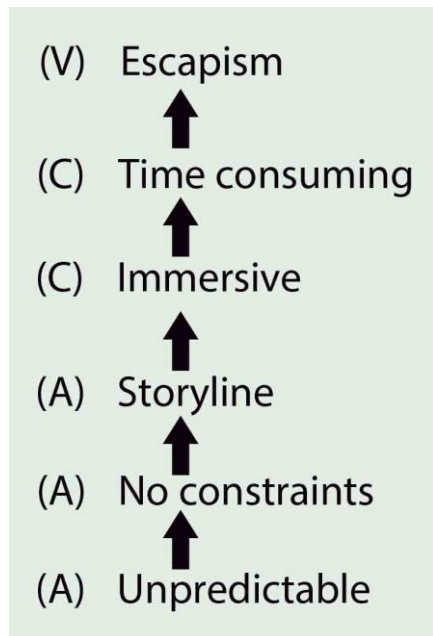 (V) Escapism
(C) Time consuming
(C) Immersive
(A) Storyline
(A) No constraints
(A) Unpredictable